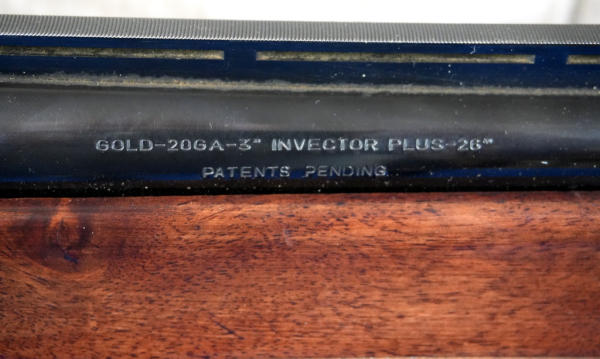 GOLD-20GA-3" INVECTOR PLUS-26"
PATENTS PENDING